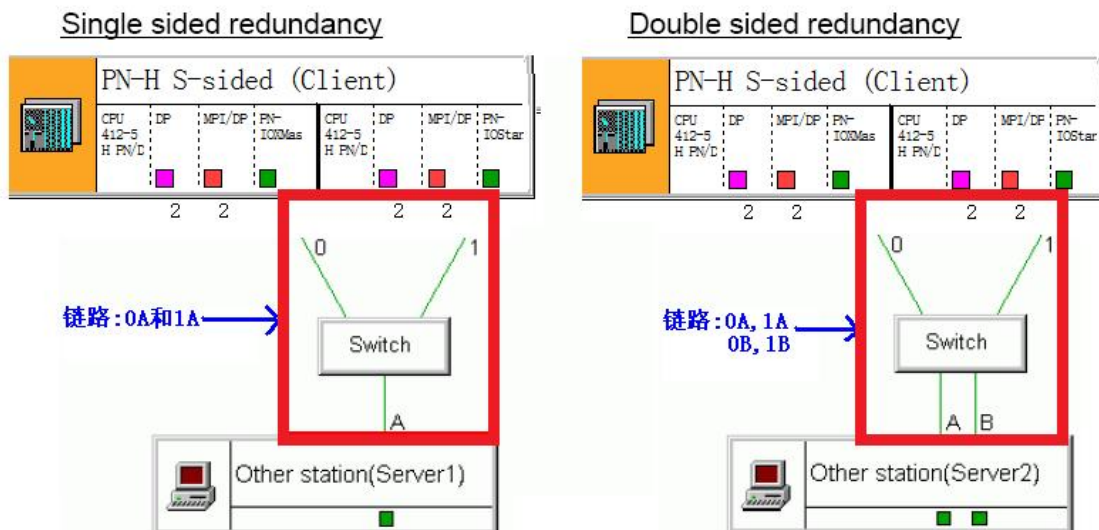 Single sided redundancy
PN-H S-sided (Client)
CPU 412-5 H PN/D
DP
MPI/DP
PN-IOXMas
CPU 412-5 H PN/D
DP
MPI/DP
PN-IOStar
2
2
2
2
0
1
链路:0A和1A
Switch
A
Other station(Server1)
Double sided redundancy
PN-H S-sided (Client)
CPU 412-5 H PN/D
DP
MPI/DP
PN-IOXMas
CPU 412-5 H PN/D
DP
MPI/DP
PN-IOStar
2
2
2
2
0
1
链路:0A,1A
0B,1B
Switch
A
B
Other station(Server2)